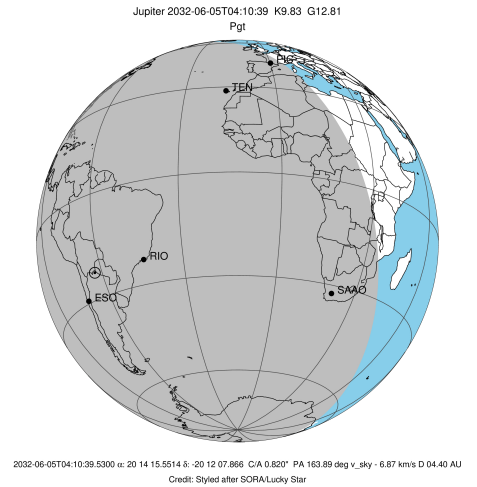 Jupiter 2032-06-05T04:10:39 K9.83 G12.81
Pgt
PIC
TEN
RIO
ESO
SAAO
2032-06-05T04:10:39.5300 α: 20 14 15.5514 δ: -20 12 07.866 C/A 0.820" PA 163.89 deg v_sky - 6.87 km/s D 04.40 AU
Credit: Styled after SORA/Lucky Star